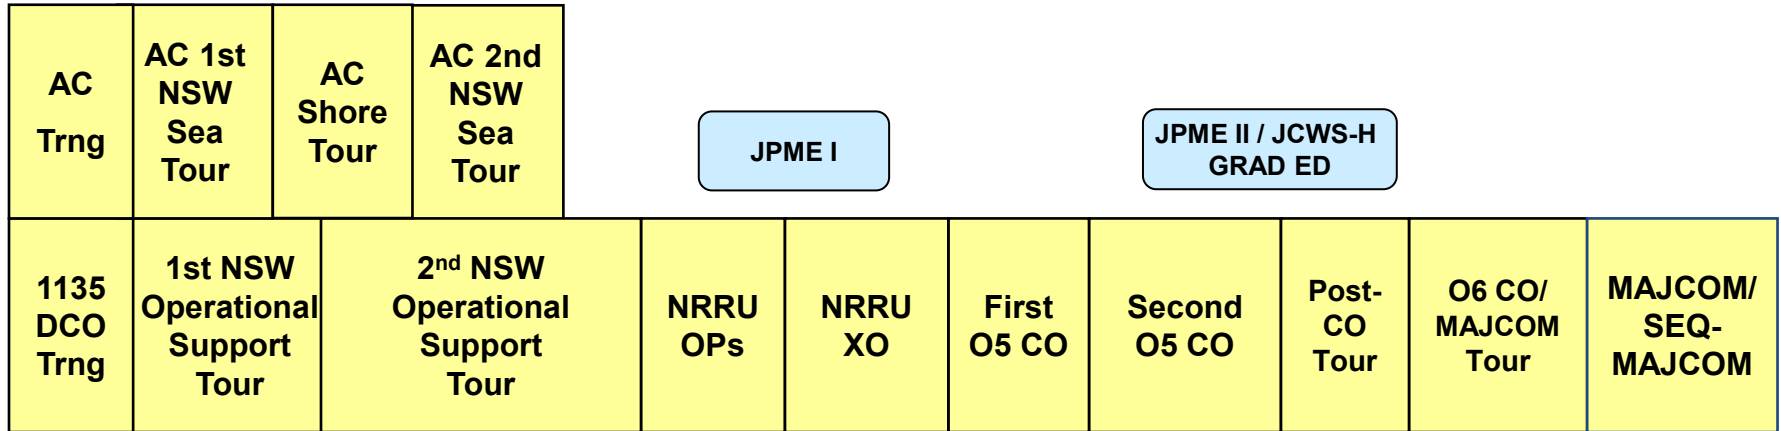 AC
Trng
AC 1st
NSW
Sea
Tour
AC
Shore
Tour
AC 2nd
NSW
Sea
Tour
JPME I
JPME II / JCWS-H
GRAD ED
1135
DCO
Trng
1st NSW
Operational
Support
Tour
2nd NSW
Operational
Support
Tour
NRRU
OPs
NRRU
XO
First
O5 CO
Second
O5 CO
Post-
CO
Tour
O6 CO/
MAJCOM
Tour
MAJCOM/
SEQ-
MAJCOM